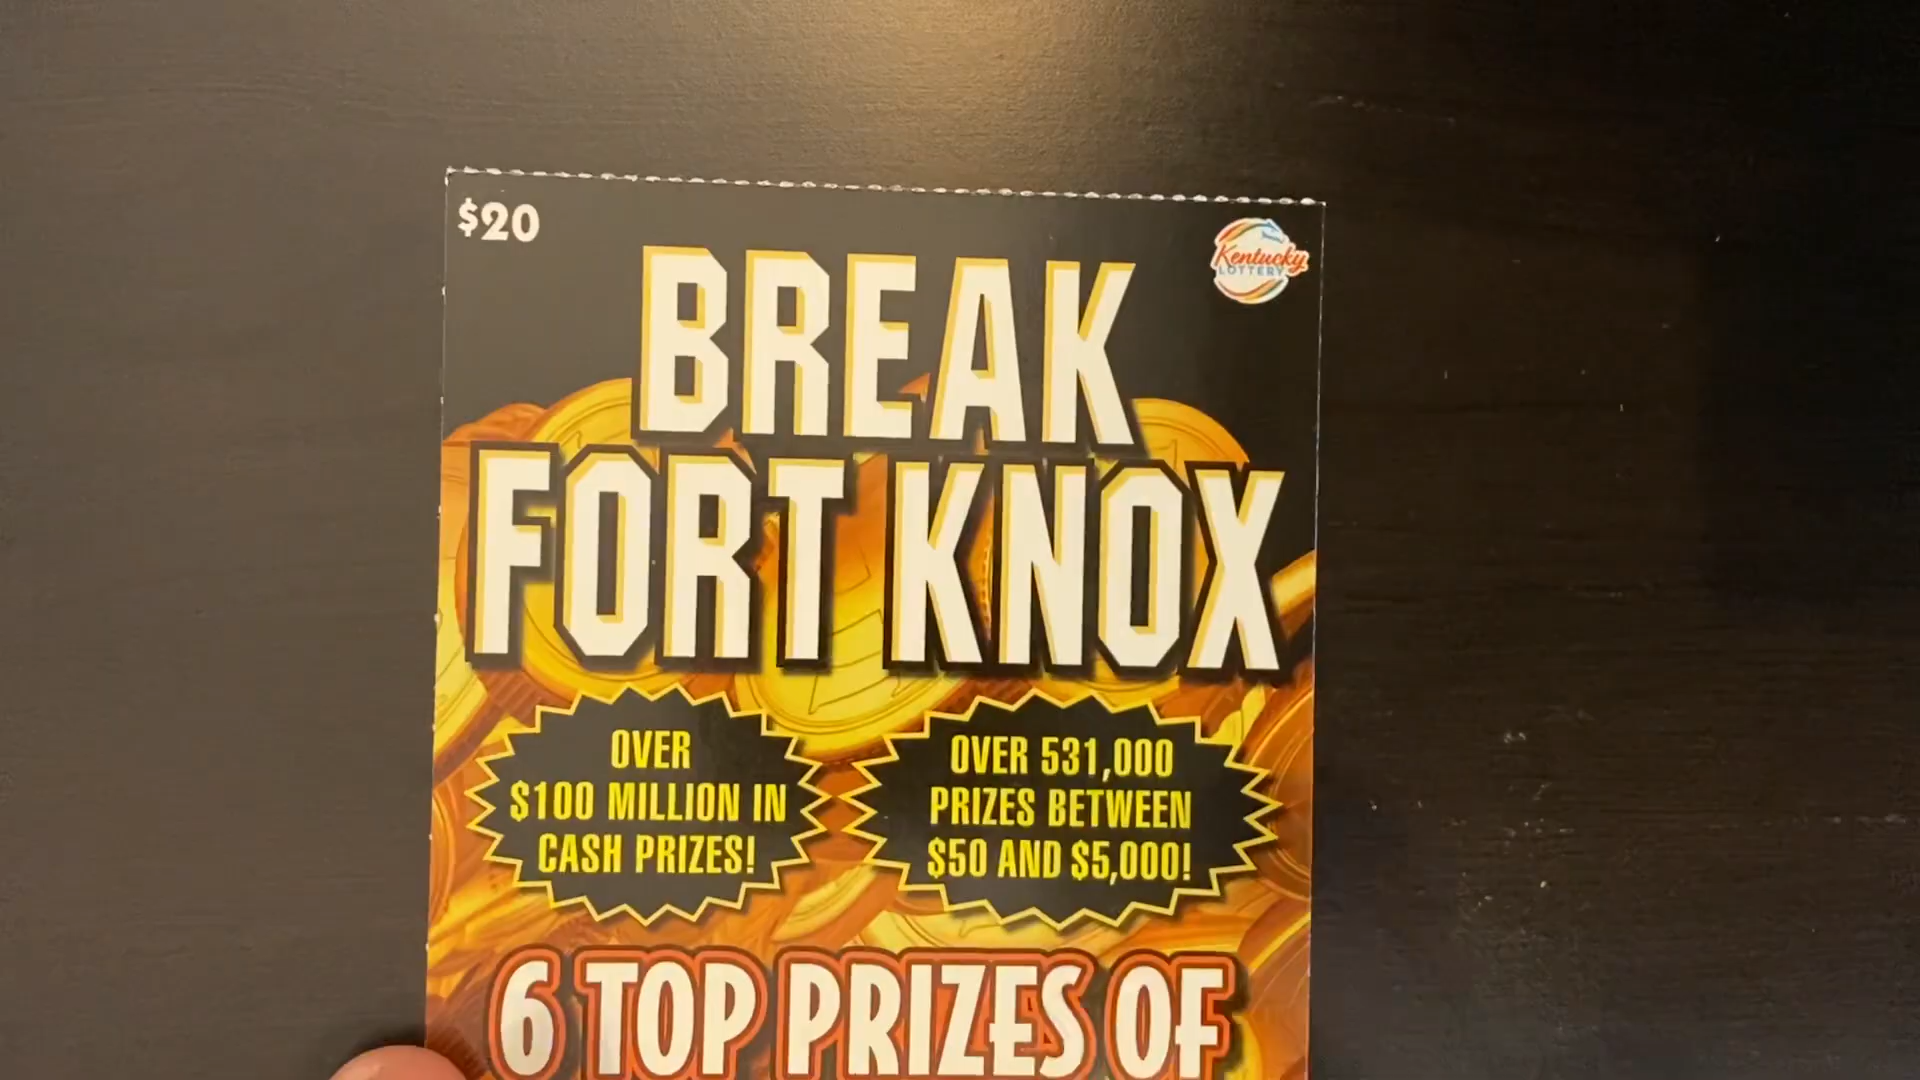 $20
Kentucky
LOTTERY
BREAK
FORT KNOX
OVER
$100 MILLION IN
CASH PRIZES!
OVER 531,000
PRIZES BETWEEN
$50 AND $5,000!
6 TOP PRIZES OF